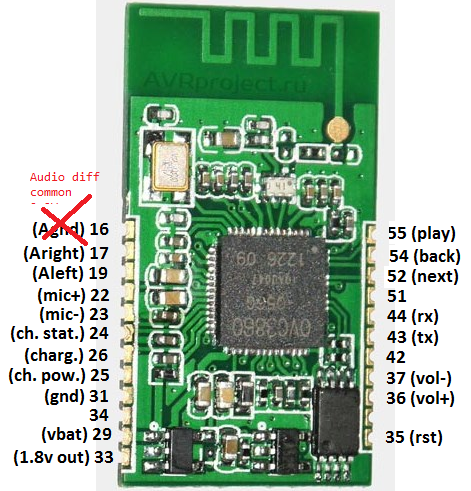 AVRproject.ru
Audio diff
common
(Agnd) 16
(Aright) 17
(Aleft) 19
(mic+) 22
(mic-) 23
(ch. stat.) 24
(charg.) 26
(ch. pow.) 25
(gnd) 31
34
(vbat) 29
(1.8v out) 33
OVC3860
1226 09
55 (play)
54 (back)
52 (next)
51
44 (rx)
43 (tx)
42
37 (vol-)
36 (vol+)
35 (rst)